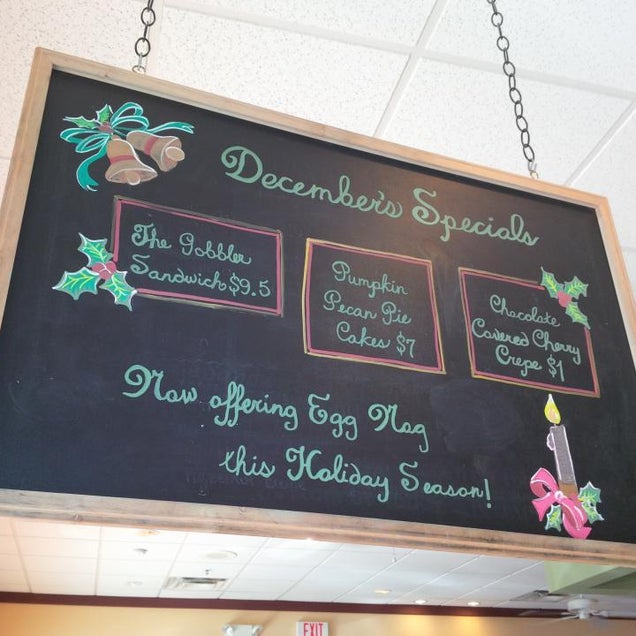 December's Specials
The Gobbler
Sandwich $9.5
Pumpkin
Pecan Pie
Cakes $7
Chocolate
Covered Cherry
Crepe $1
Now offering Egg Nog
this Holiday Season!
EXIT